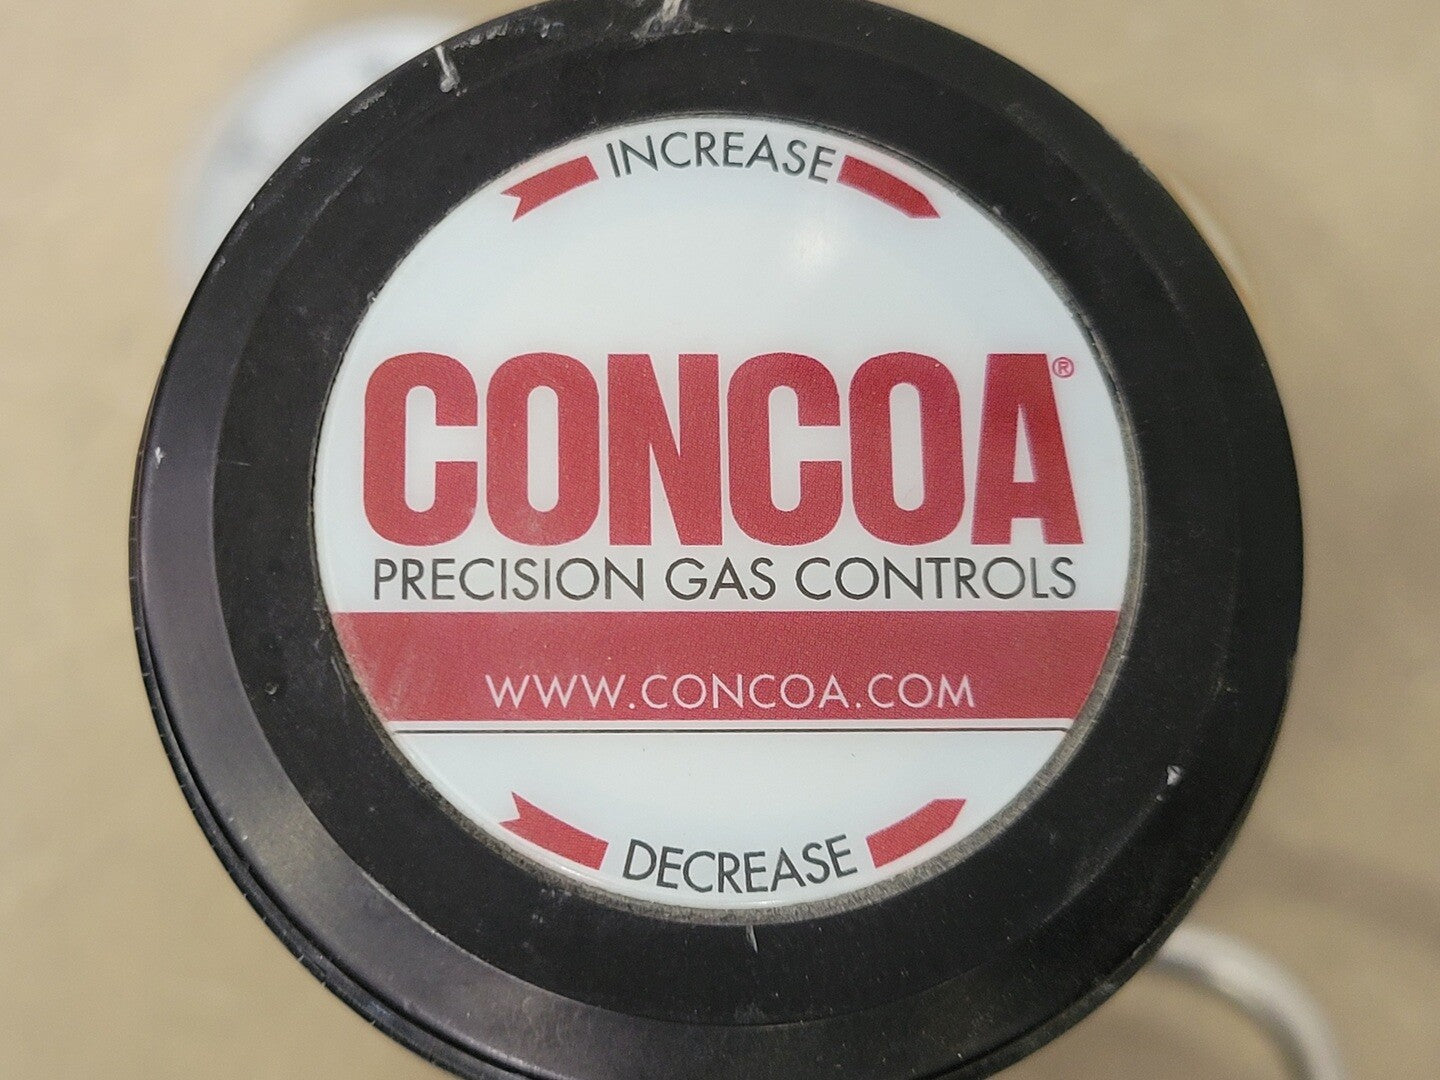 INCREASE
CONCOA®
PRECISION GAS CONTROLS
WWW.CONCOA.COM
DECREASE